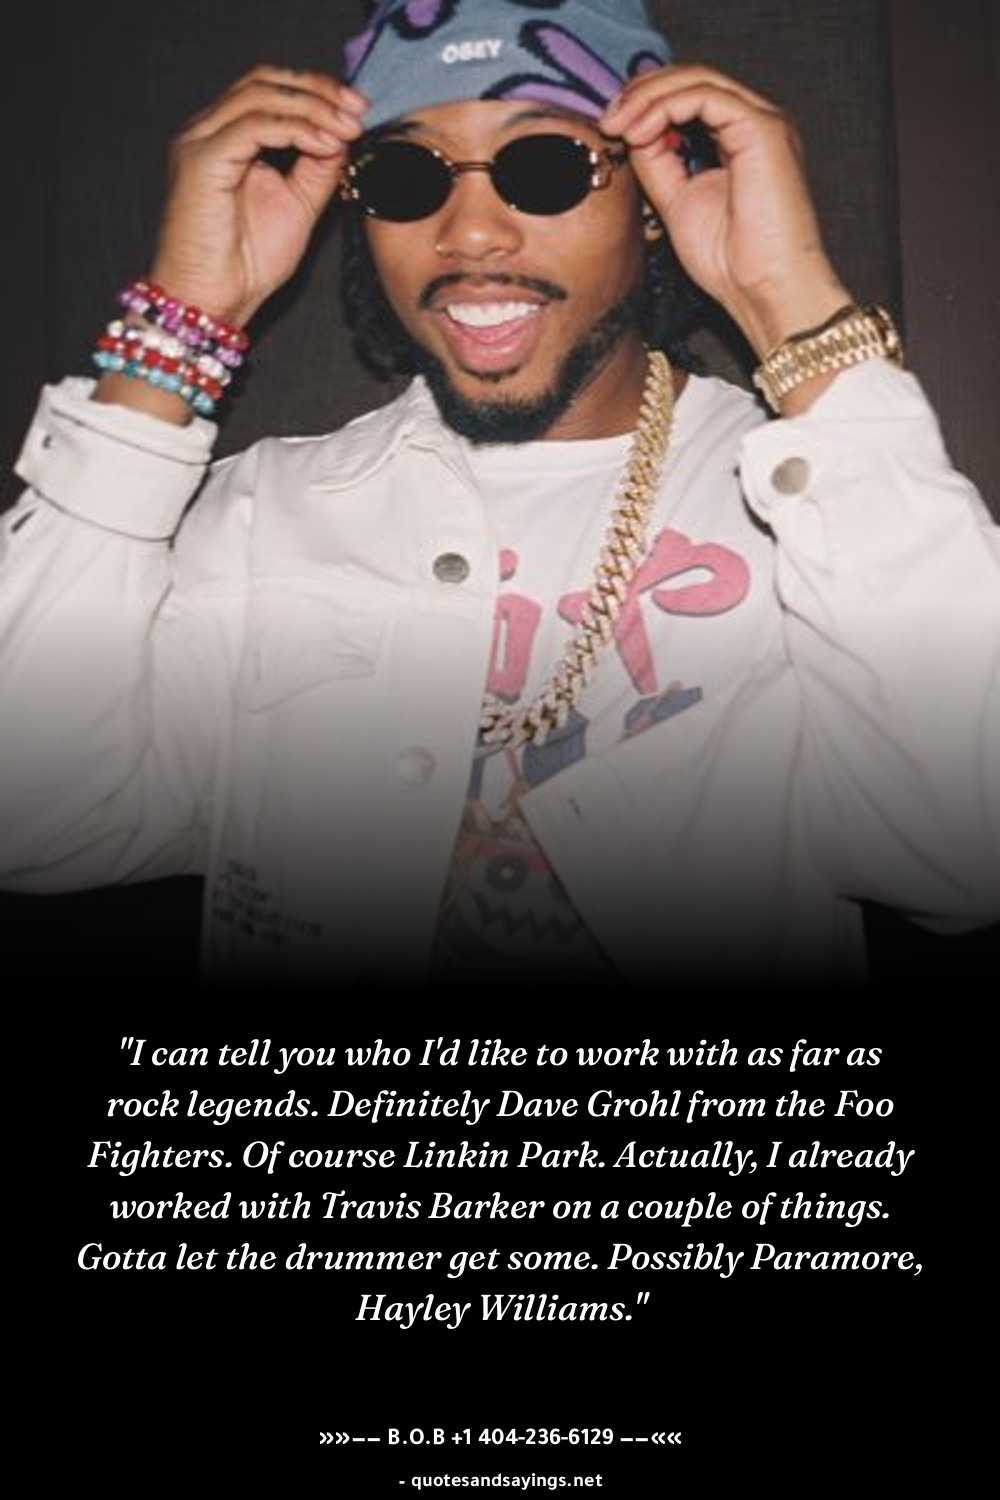 OBEY
"I can tell you who I'd like to work with as far as
rock legends. Definitely Dave Grohl from the Foo
Fighters. Of course Linkin Park. Actually, I already
worked with Travis Barker on a couple of things.
Gotta let the drummer get some. Possibly Paramore,
Hayley Williams."
»»−− B.O.B +1 404-236-6129 −−««
- quotesandsayings.net